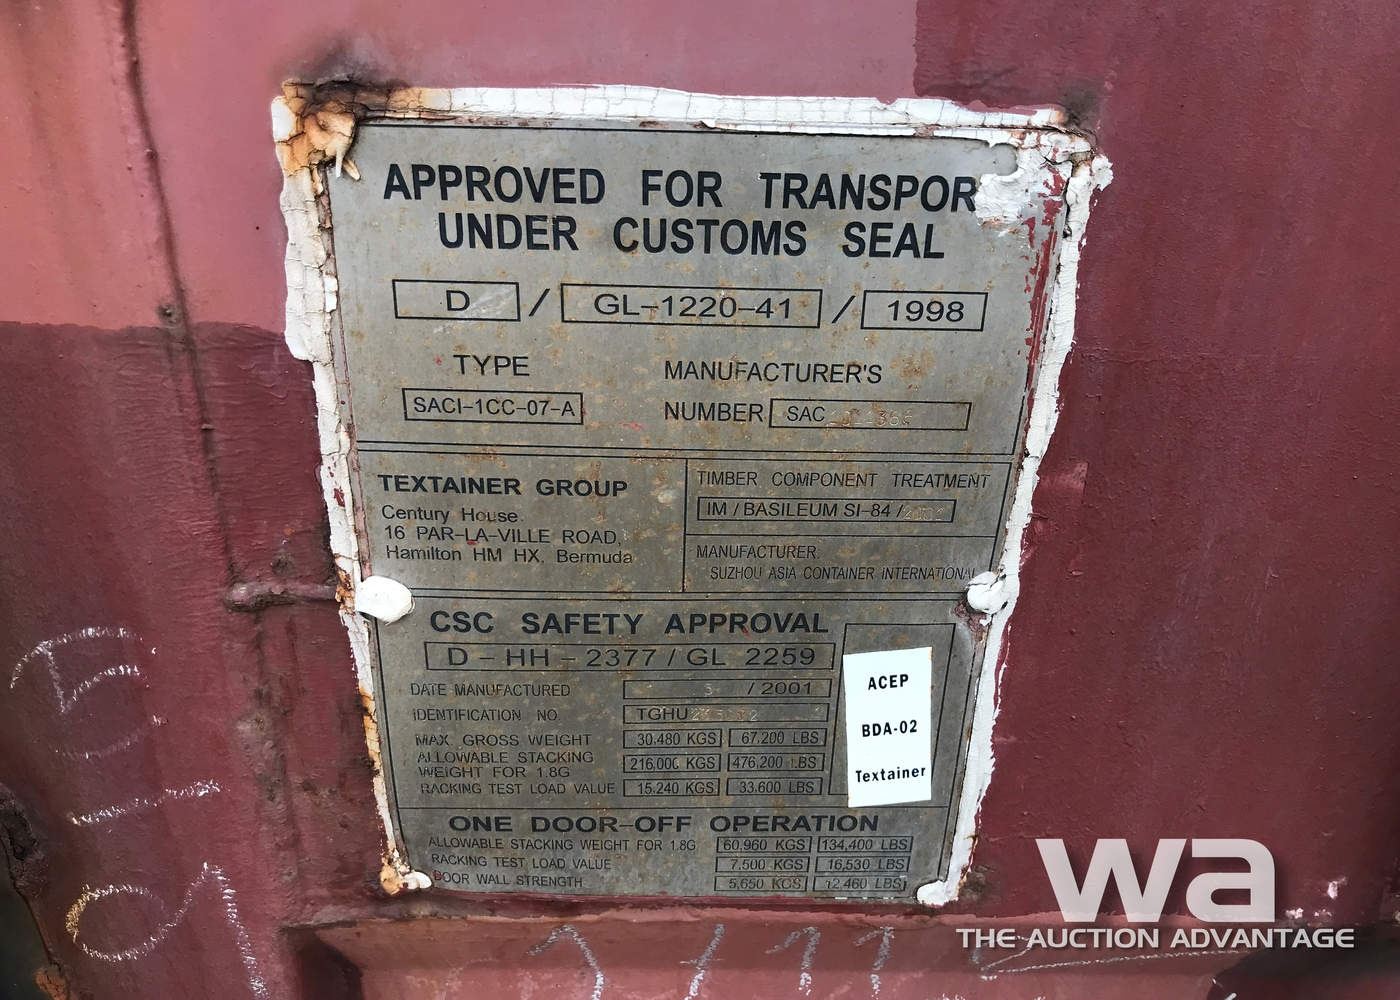 APPROVED FOR TRANSPOR
UNDER CUSTOMS SEAL
D / GL-1220-41 / 1998
TYPE
SACI-1CC-07-A
MANUFACTURER'S
NUMBER SAC
TEXTAINER GROUP
Century House.
16 PAR-LA-VILLE ROAD,
Hamilton HM HX, Bermuda
TIMBER COMPONENT TREATMENT
IM / BASILEUM SI-84 /
MANUFACTURER:
SUZHOU ASIA CONTAINER INTERNATIONAL
CSC SAFETY APPROVAL
D - HH - 2377 / GL 2259
DATE MANUFACTURED 5 / 2001
IDENTIFICATION NO. TGHU
MAX. GROSS WEIGHT 30.480 KGS 67.200 LBS
ALLOWABLE STACKING
WEIGHT FOR 1.8G 216,000 KGS 476,200 LBS
RACKING TEST LOAD VALUE 15.240 KGS 33.600 LBS
ACEP
BDA-02
Textainer
ONE DOOR-OFF OPERATION
ALLOWABLE STACKING WEIGHT FOR 1.8G 60,960 KGS 134,400 LBS
RACKING TEST LOAD VALUE 7,500 KGS 16,530 LBS
DOOR WALL STRENGTH 5,650 KGS 12,460 LBS
wa
THE AUCTION ADVANTAGE